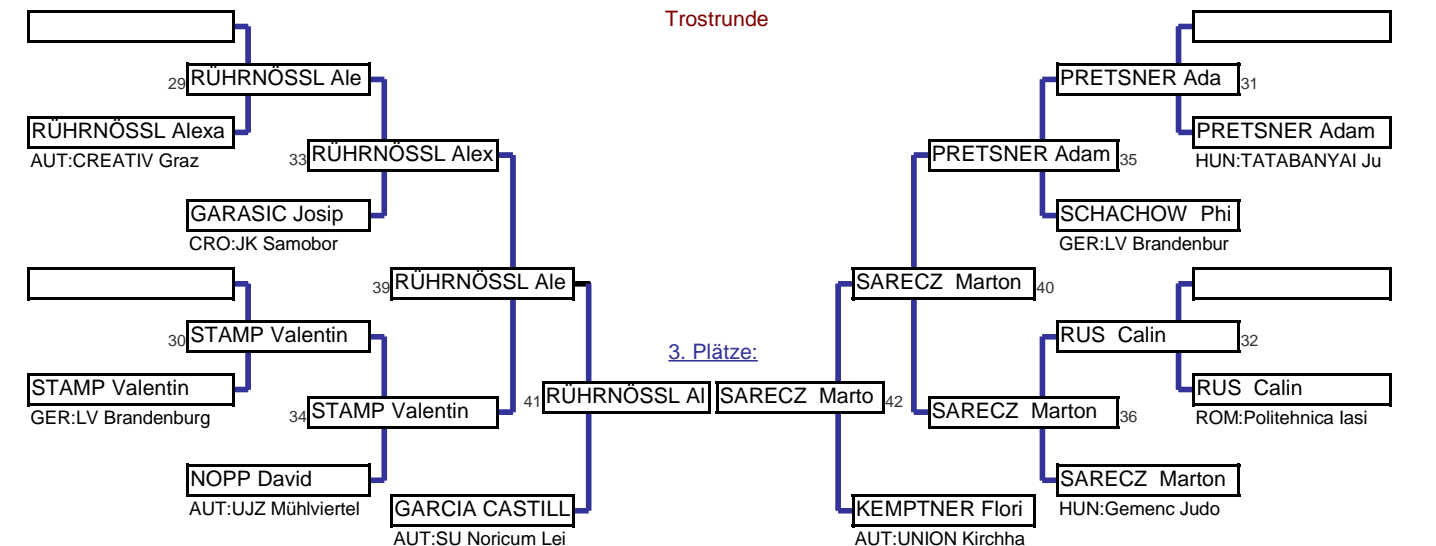 Trostrunde
29 RÜHRNÖSSL Ale
PRETSNER Ada 31
RÜHRNÖSSL Alexa
AUT:CREATIV Graz
PRETSNER Adam
HUN:TATABANYAI Ju
33 RÜHRNÖSSL Alex
PRETSNER Adam 35
GARASIC Josip
CRO:JK Samobor
SCHACHOW Phi
GER:LV Brandenbur
39 RÜHRNÖSSL Ale
SARECZ Marton 40
30 STAMP Valentin
RUS Calin 32
3. Plätze:
STAMP Valentin
GER:LV Brandenburg
41 RÜHRNÖSSL Al
SARECZ Marto 42
RUS Calin
ROM:Politehnica Iasi
34 STAMP Valentin
SARECZ Marton 36
NOPP David
AUT:UJZ Mühlviertel
SARECZ Marton
HUN:Gemenc Judo
GARCIA CASTILL
AUT:SU Noricum Lei
KEMPTNER Flori
AUT:UNION Kirchha